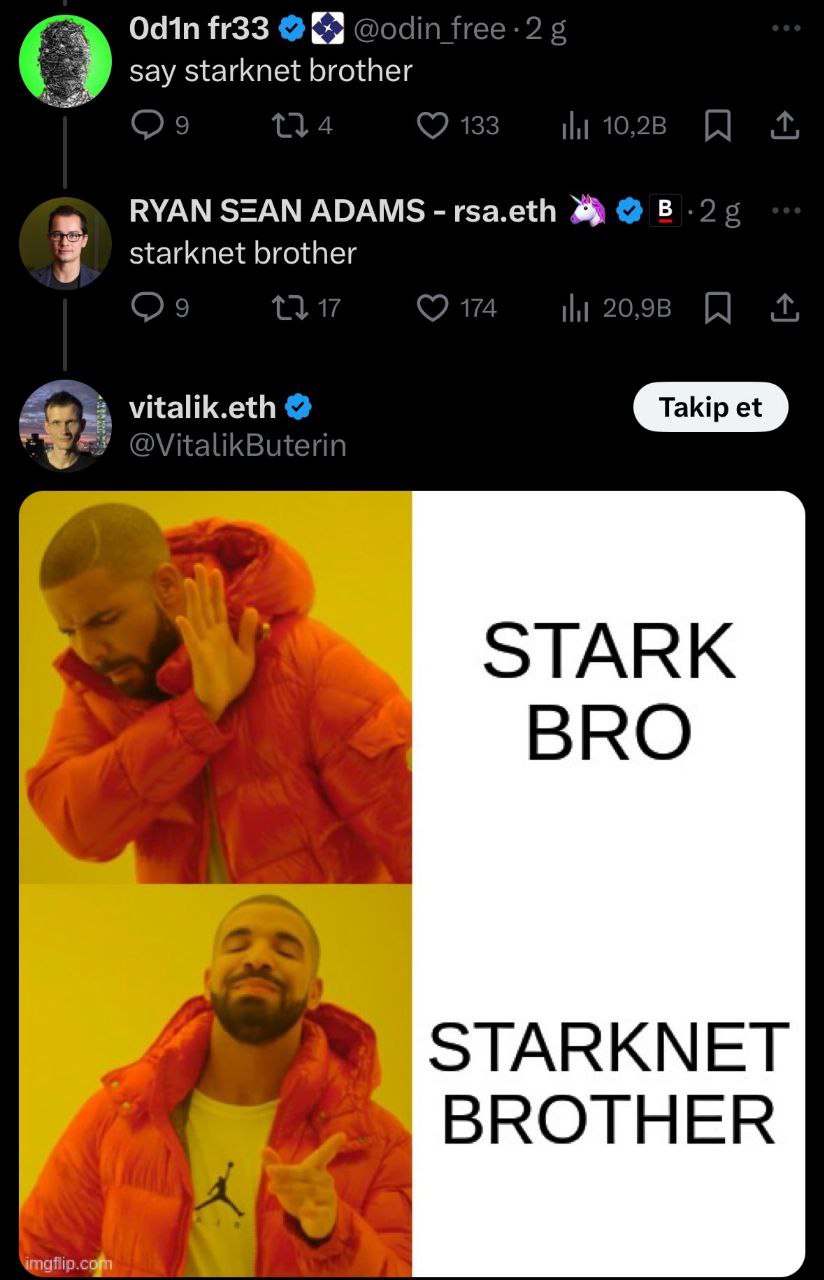 0d1n fr33 @odin_free · 2 g
say starknet brother
9 4 133 10,2B
RYAN SΞAN ADAMS - rsa.eth 🦄 B · 2 g
starknet brother
9 17 174 20,9B
vitalik.eth
@VitalikButerin
Takip et
STARK
BRO
STARKNET
BROTHER
AIR
imgflip.com